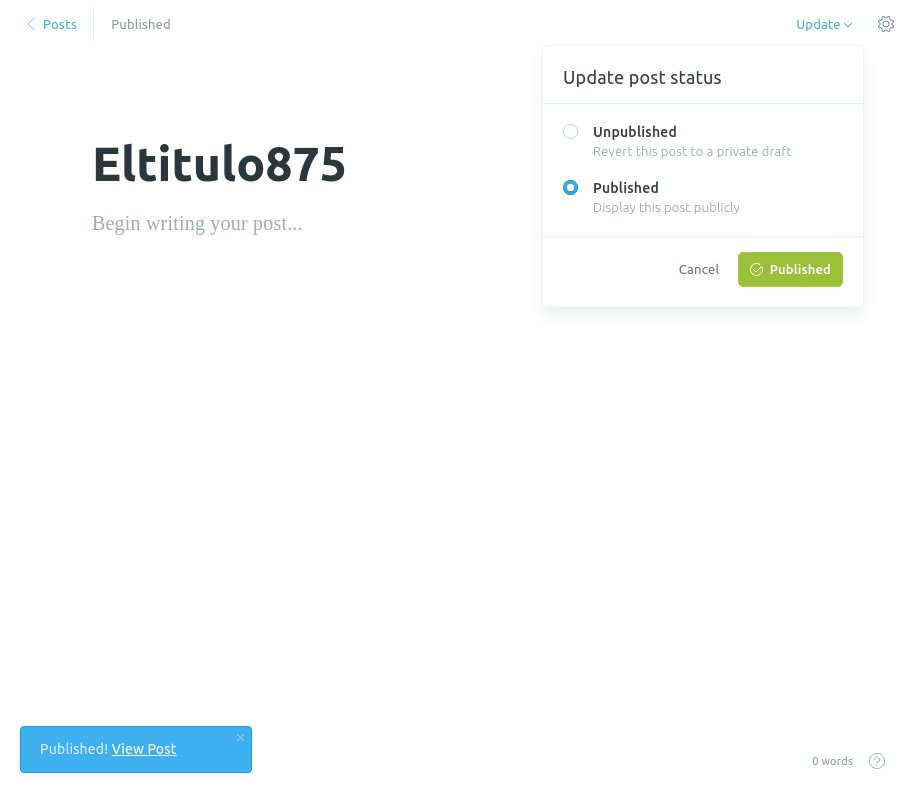 Posts
Published
Update
Update post status
Unpublished
Revert this post to a private draft
Published
Display this post publicly
Cancel
Published
Eltitulo875
Begin writing your post...
Published! View Post
0 words
?